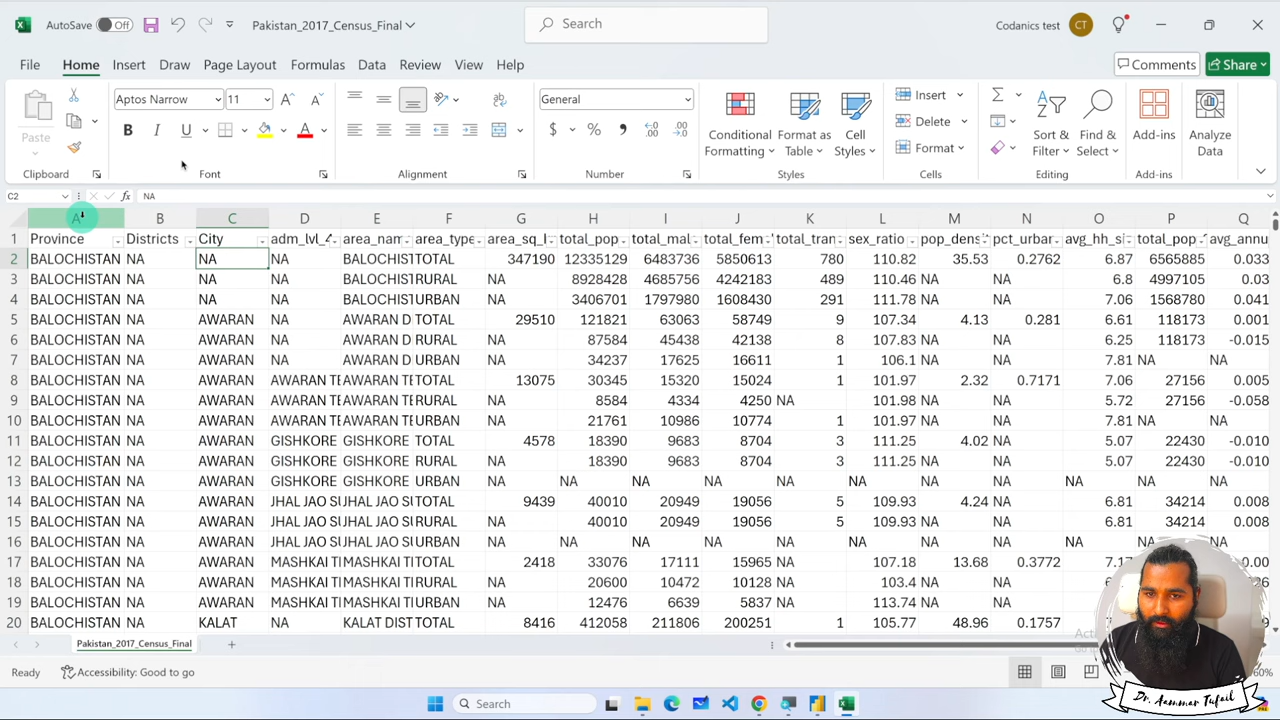 AutoSave Off Pakistan_2017_Census_Final Search Codanics test CT
File Home Insert Draw Page Layout Formulas Data Review View Help Comments Share
Aptos Narrow 11 General Insert
Paste Conditional Formatting Format as Table Cell Styles Delete Sort & Filter Find & Select Add-ins Analyze Data
Format
Clipboard Font Alignment Number Styles Cells Editing Add-ins
C2 fx NA
A B C D E F G H I J K L M N O P Q
1 Province Districts City area_type total_pop sex_ratio
2 BALOCHISTAN NA NA NA BALOCHIST TOTAL 347190 12335129 6483736 5850613 780 110.82 35.53 0.2762 6.87 6565885 0.033
3 BALOCHISTAN NA NA NA BALOCHIST RURAL NA 8928428 4685756 4242183 489 110.46 NA NA 6.8 4997105 0.03
4 BALOCHISTAN NA NA NA BALOCHIST URBAN NA 3406701 1797980 1608430 291 111.78 NA NA 7.06 1568780 0.041
5 BALOCHISTAN NA AWARAN NA AWARAN D TOTAL 29510 121821 63063 58749 9 107.34 4.13 0.281 6.61 118173 0.001
6 BALOCHISTAN NA AWARAN NA AWARAN D RURAL NA 87584 45438 42138 8 107.83 NA NA 6.25 118173 -0.015
7 BALOCHISTAN NA AWARAN NA AWARAN D URBAN NA 34237 17625 16611 1 106.1 NA NA 7.81 NA NA
8 BALOCHISTAN NA AWARAN AWARAN TE AWARAN TE TOTAL 13075 30345 15320 15024 1 101.97 2.32 0.7171 7.06 27156 0.005
9 BALOCHISTAN NA AWARAN AWARAN TE AWARAN TE RURAL NA 8584 4334 4250 NA 101.98 NA NA 5.72 27156 -0.058
10 BALOCHISTAN NA AWARAN AWARAN TE AWARAN TE URBAN NA 21761 10986 10774 1 101.97 NA NA 7.81 NA NA
11 BALOCHISTAN NA AWARAN GISHKORE GISHKORE TOTAL 4578 18390 9683 8704 3 111.25 4.02 NA 5.07 22430 -0.010
12 BALOCHISTAN NA AWARAN GISHKORE GISHKORE RURAL NA 18390 9683 8704 3 111.25 NA NA 5.07 22430 -0.010
13 BALOCHISTAN NA AWARAN GISHKORE GISHKORE URBAN NA NA NA NA NA NA NA NA NA NA NA
14 BALOCHISTAN NA AWARAN JHAL JAO SU JHAL JAO SU TOTAL 9439 40010 20949 19056 5 109.93 4.24 NA 6.81 34214 0.008
15 BALOCHISTAN NA AWARAN JHAL JAO SU JHAL JAO SU RURAL NA 40010 20949 19056 5 109.93 NA NA 6.81 34214 0.008
16 BALOCHISTAN NA AWARAN JHAL JAO SU JHAL JAO SU URBAN NA NA NA NA NA NA NA NA NA NA NA
17 BALOCHISTAN NA AWARAN MASHKAI TE MASHKAI TE TOTAL 2418 33076 17111 15965 NA 107.18 13.68 0.3772
18 BALOCHISTAN NA AWARAN MASHKAI TE MASHKAI TE RURAL NA 20600 10472 10128 NA 103.4 NA NA
19 BALOCHISTAN NA AWARAN MASHKAI TE MASHKAI TE URBAN NA 12476 6639 5837 NA 113.74 NA NA
20 BALOCHISTAN NA KALAT NA KALAT DIST TOTAL 8416 412058 211806 200251 1 105.77 48.96 0.1757
Pakistan_2017_Census_Final
Ready Accessibility: Good to go
Search
Dr. Aammar Tufail